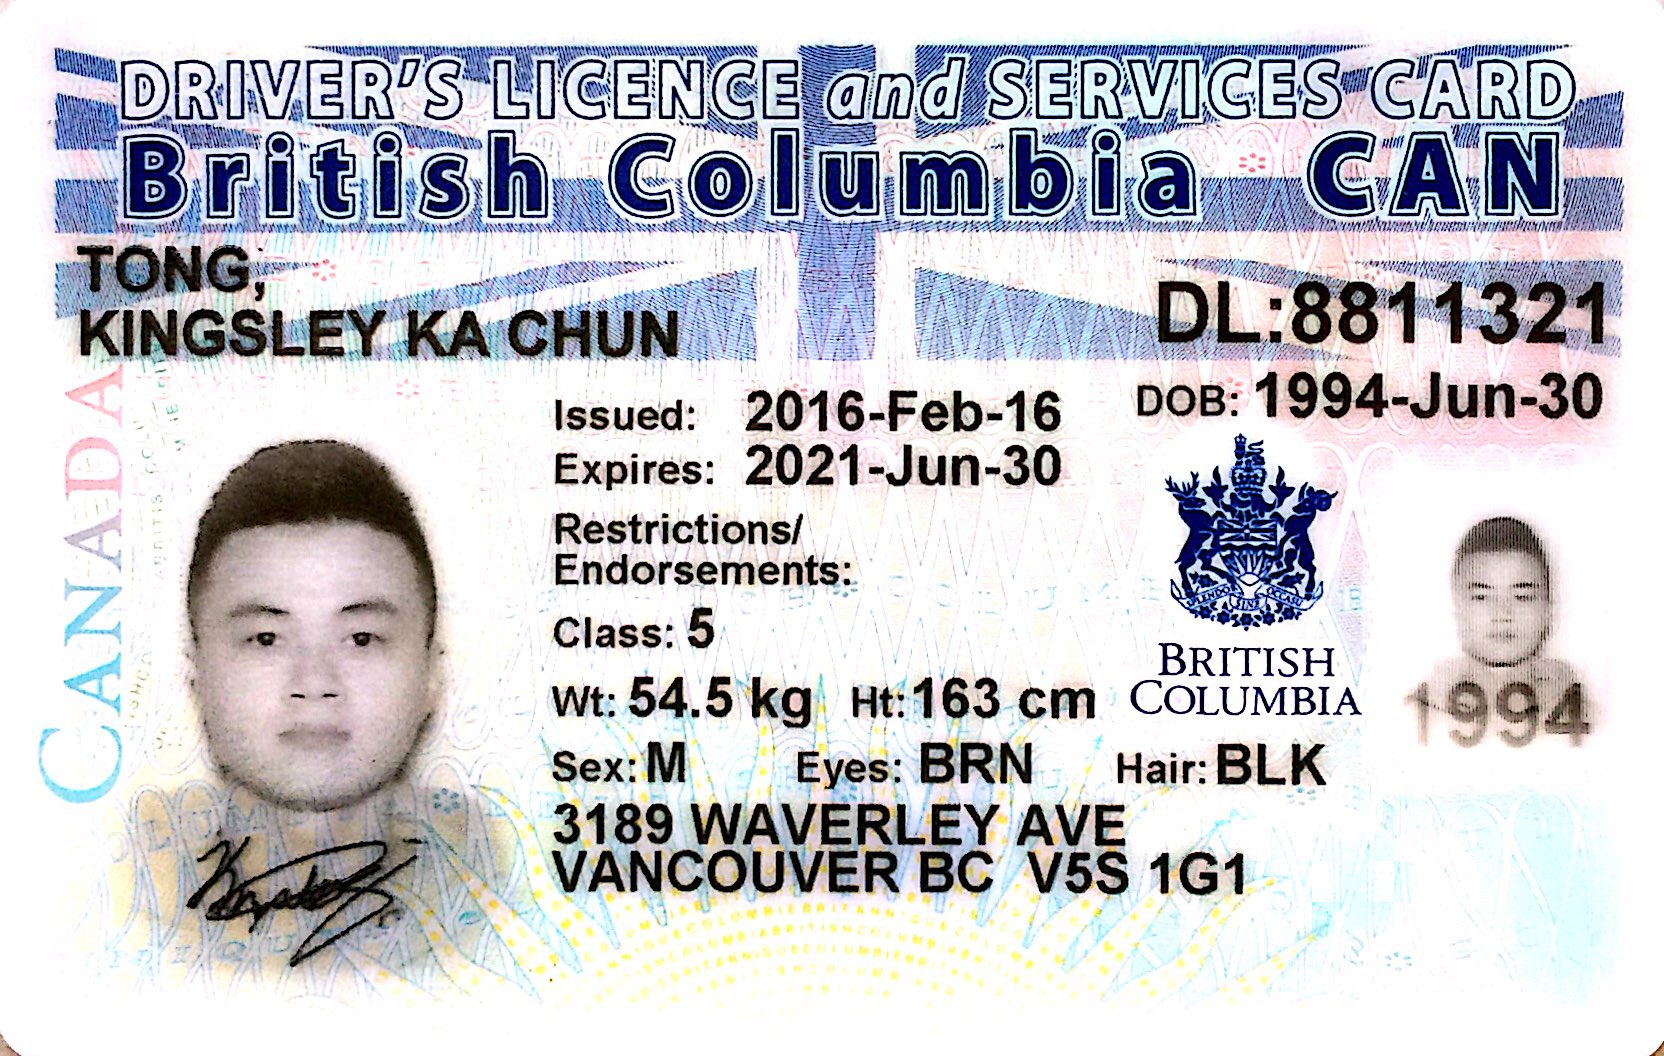 DRIVER'S LICENCE and SERVICES CARD
British Columbia CAN
TONG,
KINGSLEY KA CHUN
DL:8811321
DOB: 1994-Jun-30
Issued: 2016-Feb-16
Expires: 2021-Jun-30
Restrictions/
Endorsements:
Class: 5
Wt: 54.5 kg Ht: 163 cm
Sex: M Eyes: BRN Hair: BLK
3189 WAVERLEY AVE
VANCOUVER BC V5S 1G1
CANADA
SPLENDOR SINE OCCASU
BRITISH
COLUMBIA
1994